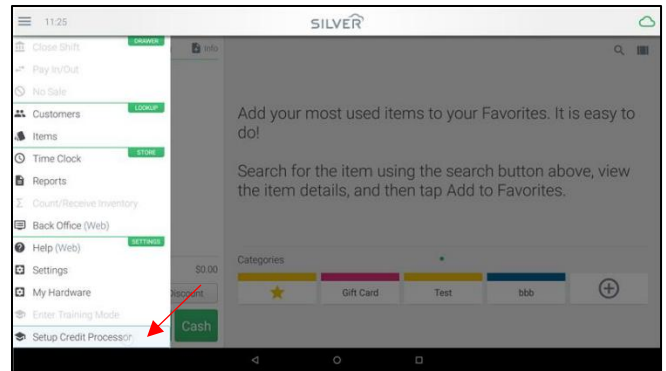 11:25
SILVER
Close Shift
DRAWER
Info
Pay In/Out
No Sale
Customers
LOOKUP
Items
Time Clock
STORE
Reports
Count/Receive Inventory
Back Office (Web)
Help (Web)
SETTINGS
Settings
My Hardware
Enter Training Mode
Setup Credit Processor
$0.00
Discount
Cash
Add your most used items to your Favorites. It is easy to
do!
Search for the item using the search button above, view
the item details, and then tap Add to Favorites.
Categories
Gift Card
Test
bbb